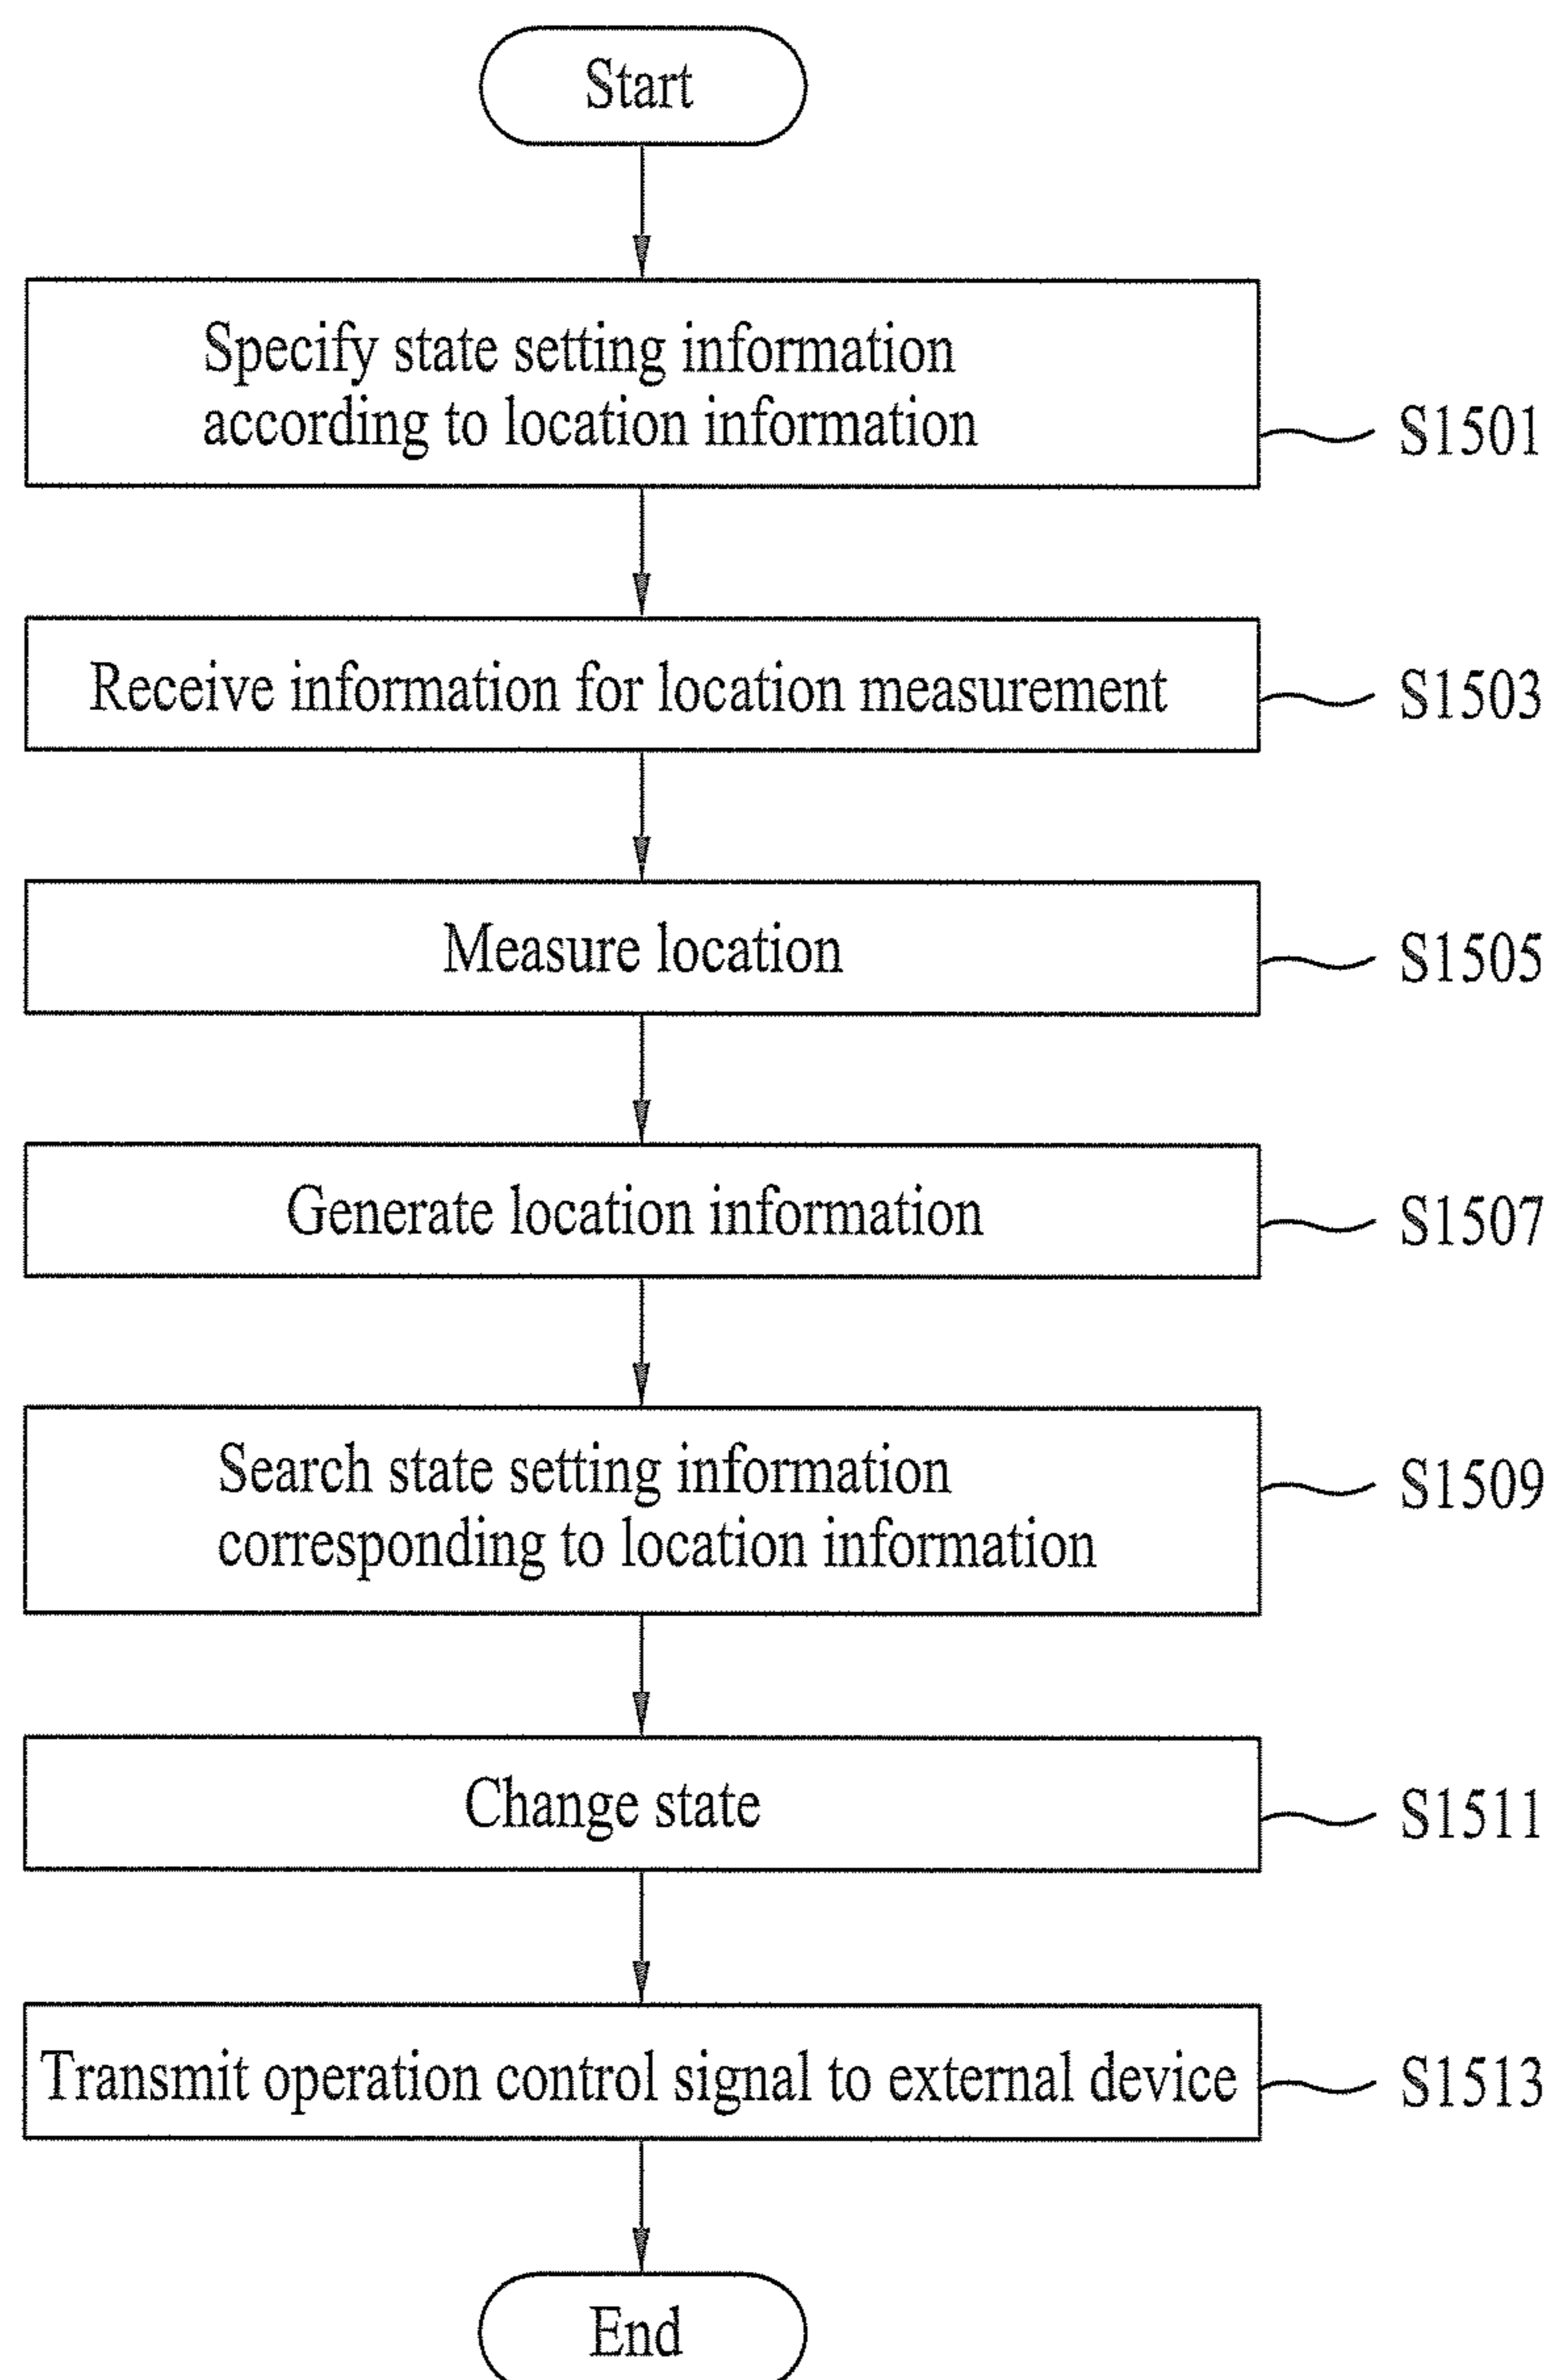 Start
Specify state setting information
according to location information
S1501
Receive information for location measurement
S1503
Measure location
S1505
Generate location information
S1507
Search state setting information
corresponding to location information
S1509
Change state
S1511
Transmit operation control signal to external device
S1513
End